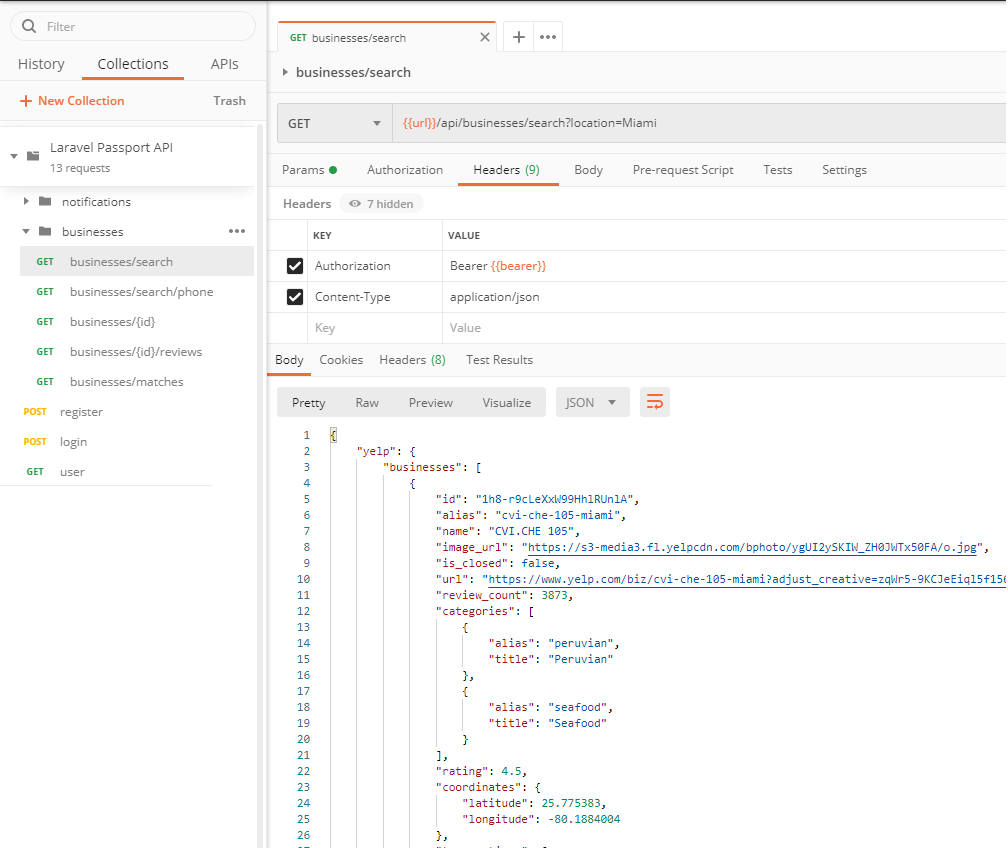 Filter
History Collections APIs
+ New Collection Trash
Laravel Passport API
13 requests
notifications
businesses •••
GET businesses/search
GET businesses/search/phone
GET businesses/{id}
GET businesses/{id}/reviews
GET businesses/matches
POST register
POST login
GET user
GET businesses/search
businesses/search
GET {{url}}/api/businesses/search?location=Miami
Params Authorization Headers (9) Body Pre-request Script Tests Settings
Headers 7 hidden
KEY VALUE
Authorization Bearer {{bearer}}
Content-Type application/json
Key Value
Body Cookies Headers (8) Test Results
Pretty Raw Preview Visualize JSON
1 {
2 "yelp": {
3 "businesses": [
4 {
5 "id": "1h8-r9cLeXxW99HhlRUnlA",
6 "alias": "cvi-che-105-miami",
7 "name": "CVI.CHE 105",
8 "image_url": "https://s3-media3.fl.yelpcdn.com/bphoto/ygUI2ySKIW_ZH0JWTx50FA/o.jpg",
9 "is_closed": false,
10 "url": "https://www.yelp.com/biz/cvi-che-105-miami?adjust_creative=zqWr5-9KCJeEiq15f156
11 "review_count": 3873,
12 "categories": [
13 {
14 "alias": "peruvian",
15 "title": "Peruvian"
16 },
17 {
18 "alias": "seafood",
19 "title": "Seafood"
20 }
21 ],
22 "rating": 4.5,
23 "coordinates": {
24 "latitude": 25.775383,
25 "longitude": -80.1884004
26 },